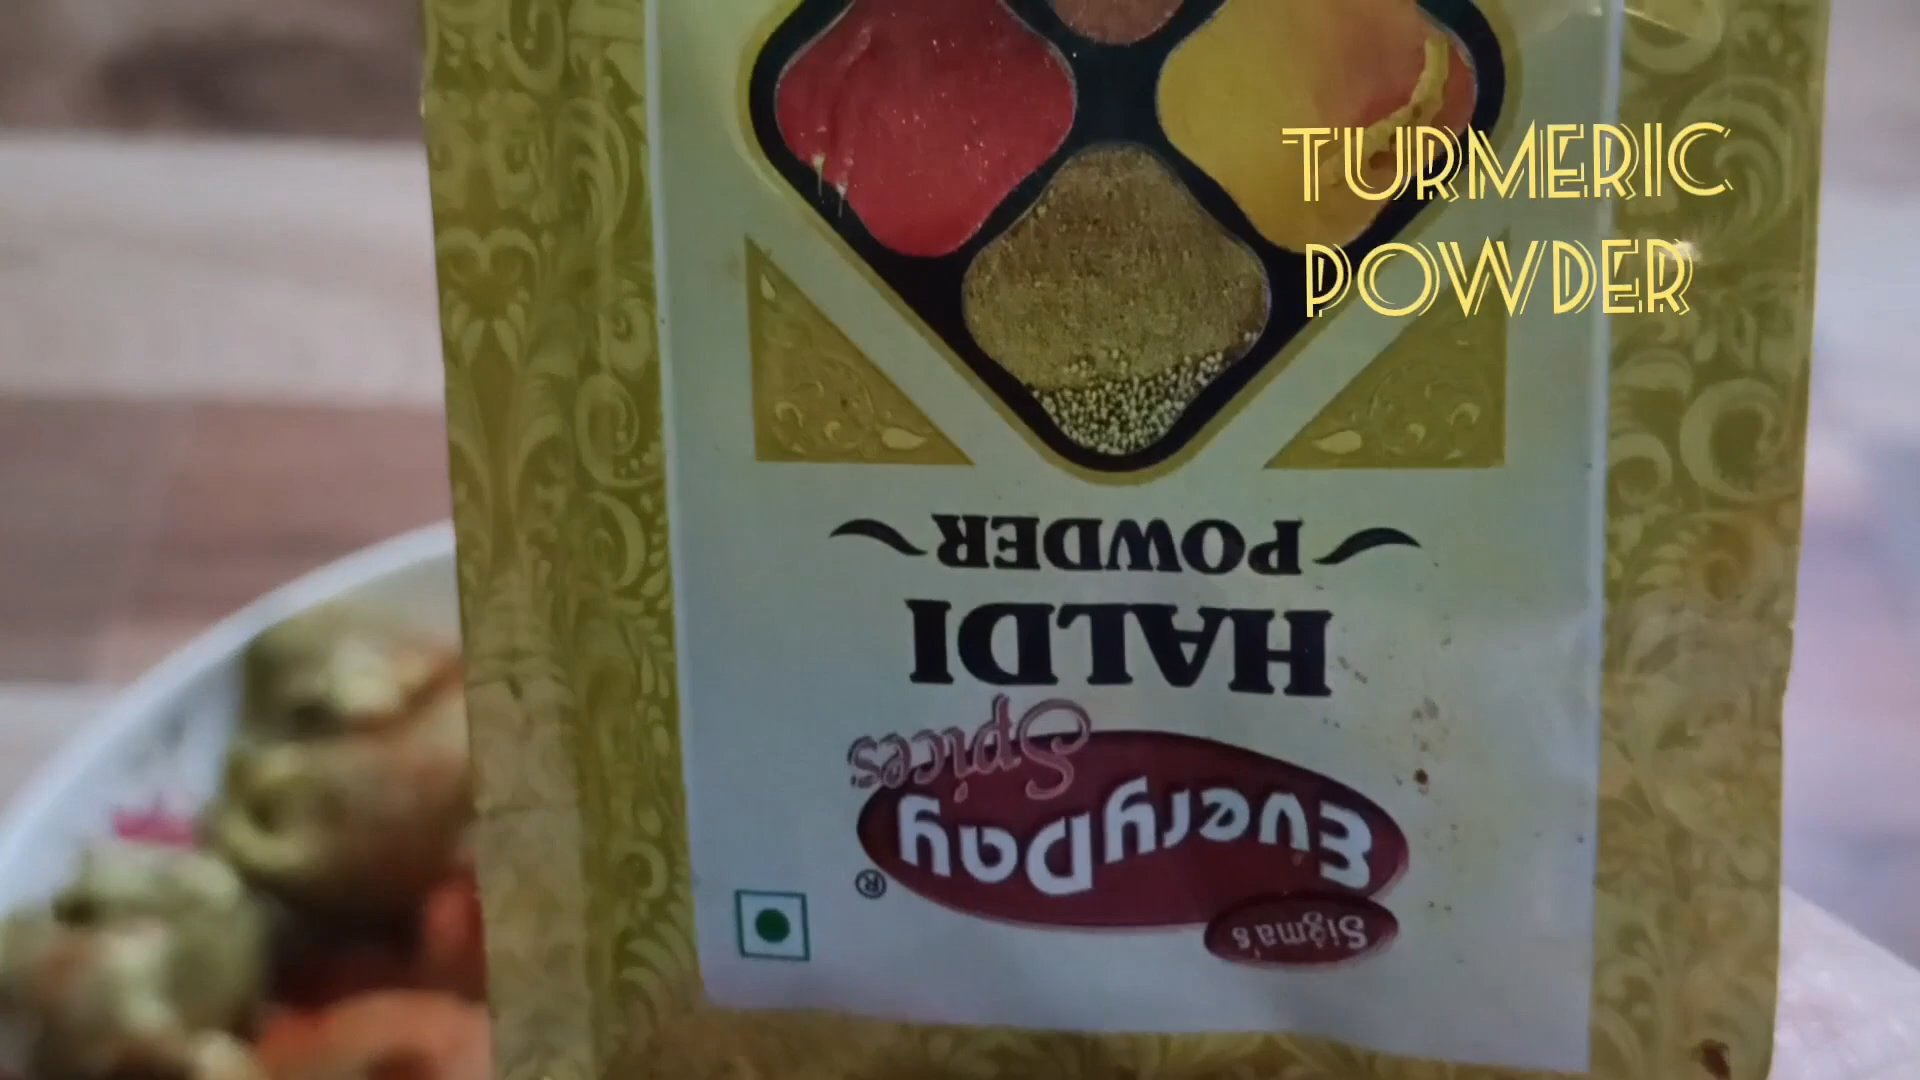 TURMERIC
POWDER
Sigma's
EveryDay ®
Spices
HALDI
POWDER